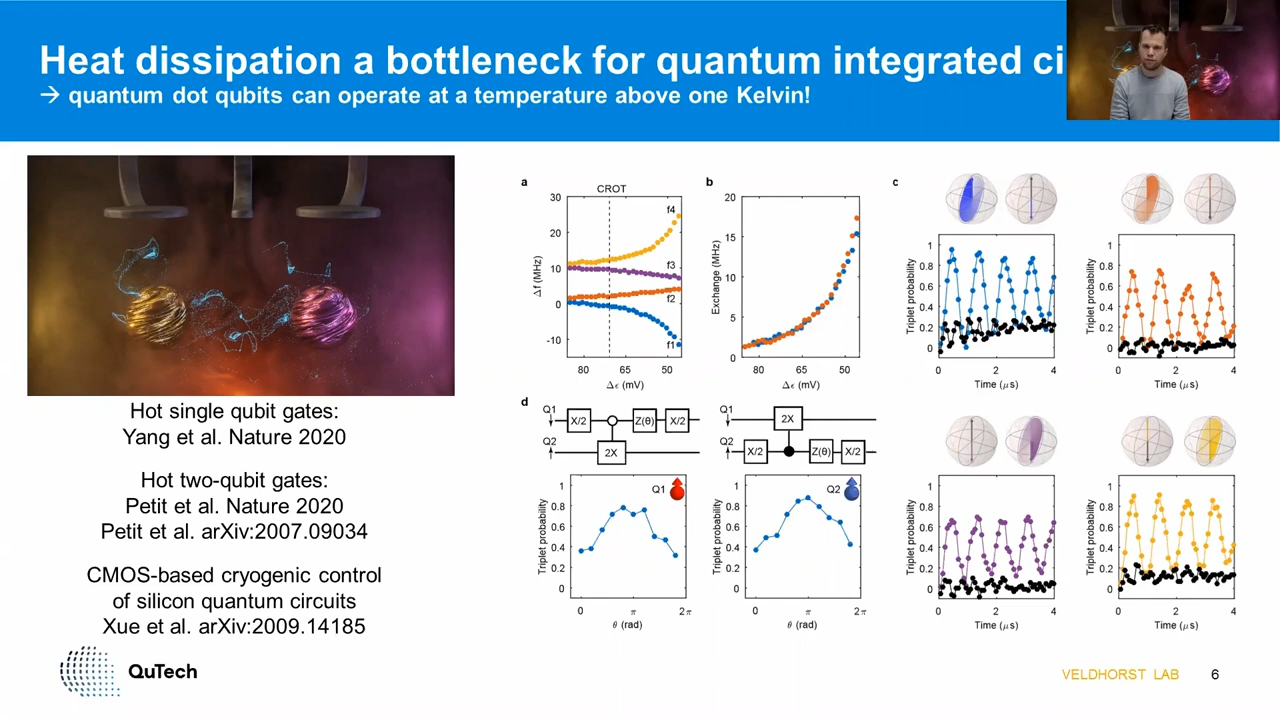 Heat dissipation a bottleneck for quantum integrated ci
→ quantum dot qubits can operate at a temperature above one Kelvin!
Hot single qubit gates:
Yang et al. Nature 2020
Hot two-qubit gates:
Petit et al. Nature 2020
Petit et al. arXiv:2007.09034
CMOS-based cryogenic control
of silicon quantum circuits
Xue et al. arXiv:2009.14185
QuTech
a
CROT
30
20
10
0
-10
Δf (MHz)
f4
f3
f2
f1
80 65 50
Δϵ (mV)
b
20
15
10
5
0
Exchange (MHz)
80 65 50
Δϵ (mV)
c
Triplet probability
1
0.8
0.6
0.4
0.2
0
0 2 4
Time (μs)
Triplet probability
1
0.8
0.6
0.4
0.2
0
0 2 4
Time (μs)
Triplet probability
1
0.8
0.6
0.4
0.2
0
0 2 4
Time (μs)
Triplet probability
1
0.8
0.6
0.4
0.2
0
0 2 4
Time (μs)
d
Q1 X/2 Z(θ) X/2
Q2 2X
Q1 2X
Q2 X/2 Z(θ) X/2
Triplet probability
1
0.8
0.6
0.4
0.2
0
Q1
0 π 2π
θ (rad)
Triplet probability
1
0.8
0.6
0.4
0.2
0
Q2
0 π 2π
θ (rad)
VELDHORST LAB 6